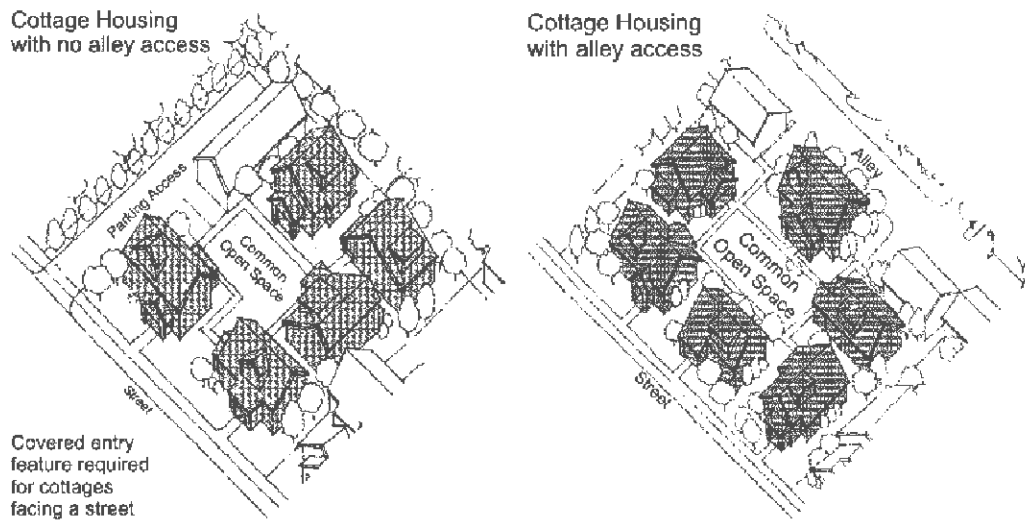 Cottage Housing
with no alley access
Parking Access
Common
Open Space
Street
Covered entry
feature required
for cottages
facing a street
Cottage Housing
with alley access
Alley
Common
Open Space
Street